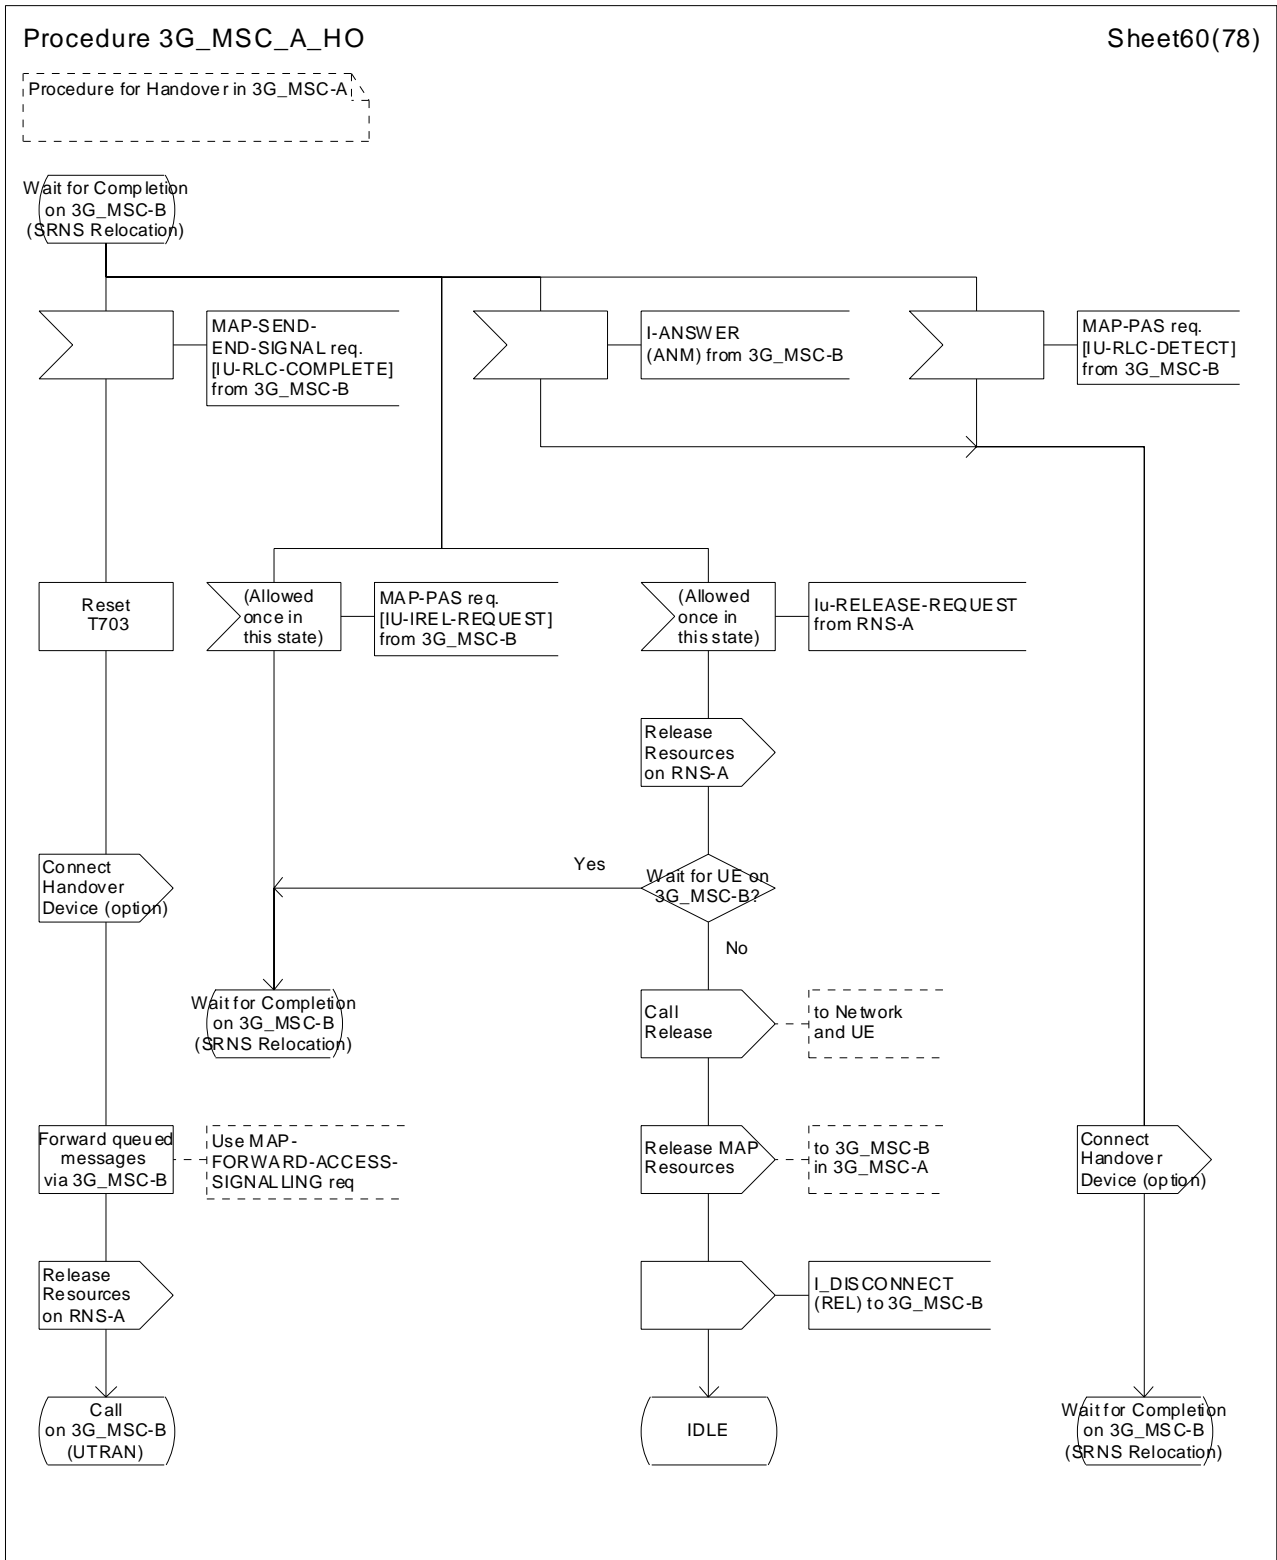 Procedure 3G_MSC_A_HO
Sheet60(78)
Procedure for Handover in 3G_MSC-A
Wait for Completion
on 3G_MSC-B
(SRNS Relocation)
MAP-SEND-
END-SIGNAL req.
[IU-RLC-COMPLETE]
from 3G_MSC-B
I-ANSWER
(ANM) from 3G_MSC-B
MAP-PAS req.
[IU-RLC-DETECT]
from 3G_MSC-B
Reset
T703
(Allowed
once in
this state)
MAP-PAS req.
[IU-IREL-REQUEST]
from 3G_MSC-B
(Allowed
once in
this state)
Iu-RELEASE-REQUEST
from RNS-A
Release
Resources
on RNS-A
Connect
Handover
Device (option)
Yes
Wait for UE on
3G_MSC-B?
No
Wait for Completion
on 3G_MSC-B
(SRNS Relocation)
Call
Release
to Network
and UE
Forward queued
messages
via 3G_MSC-B
Use MAP-
FORWARD-ACCESS-
SIGNALLING req
Release MAP
Resources
to 3G_MSC-B
in 3G_MSC-A
Connect
Handover
Device (option)
Release
Resources
on RNS-A
I_DISCONNECT
(REL) to 3G_MSC-B
Call
on 3G_MSC-B
(UTRAN)
IDLE
Wait for Completion
on 3G_MSC-B
(SRNS Relocation)